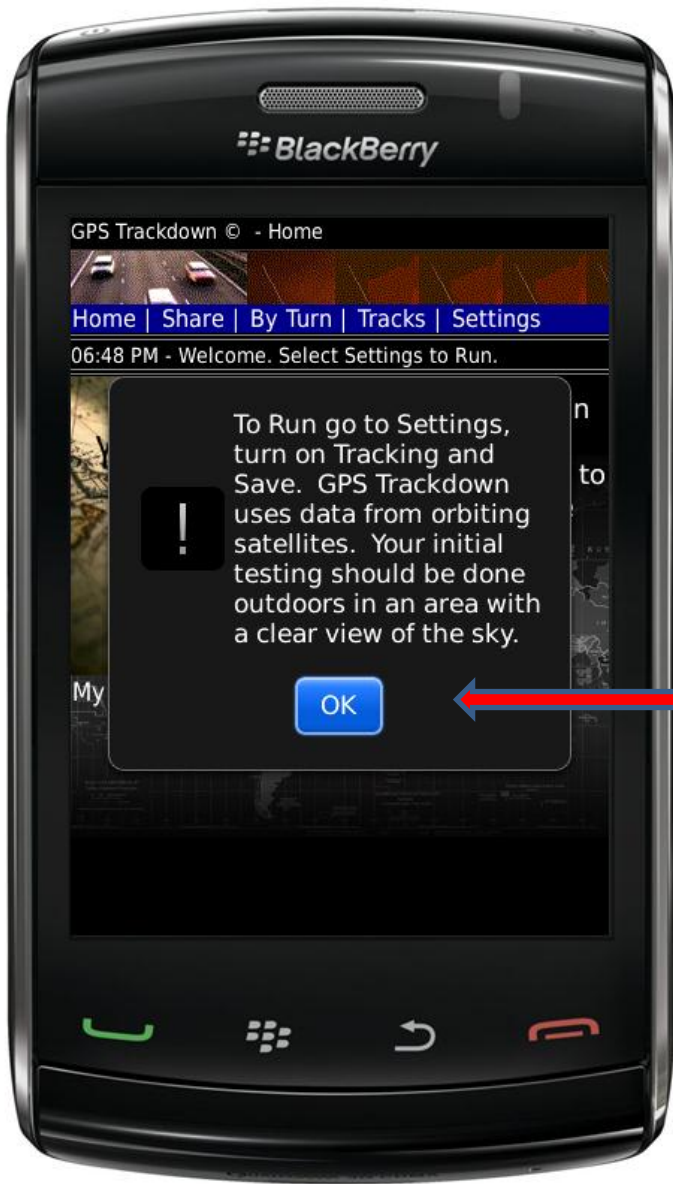 BlackBerry
GPS Trackdown © - Home
Home | Share | By Turn | Tracks | Settings
06:48 PM - Welcome. Select Settings to Run.
n
to
To Run go to Settings,
turn on Tracking and
Save. GPS Trackdown
uses data from orbiting
satellites. Your initial
testing should be done
outdoors in an area with
a clear view of the sky.
My
OK